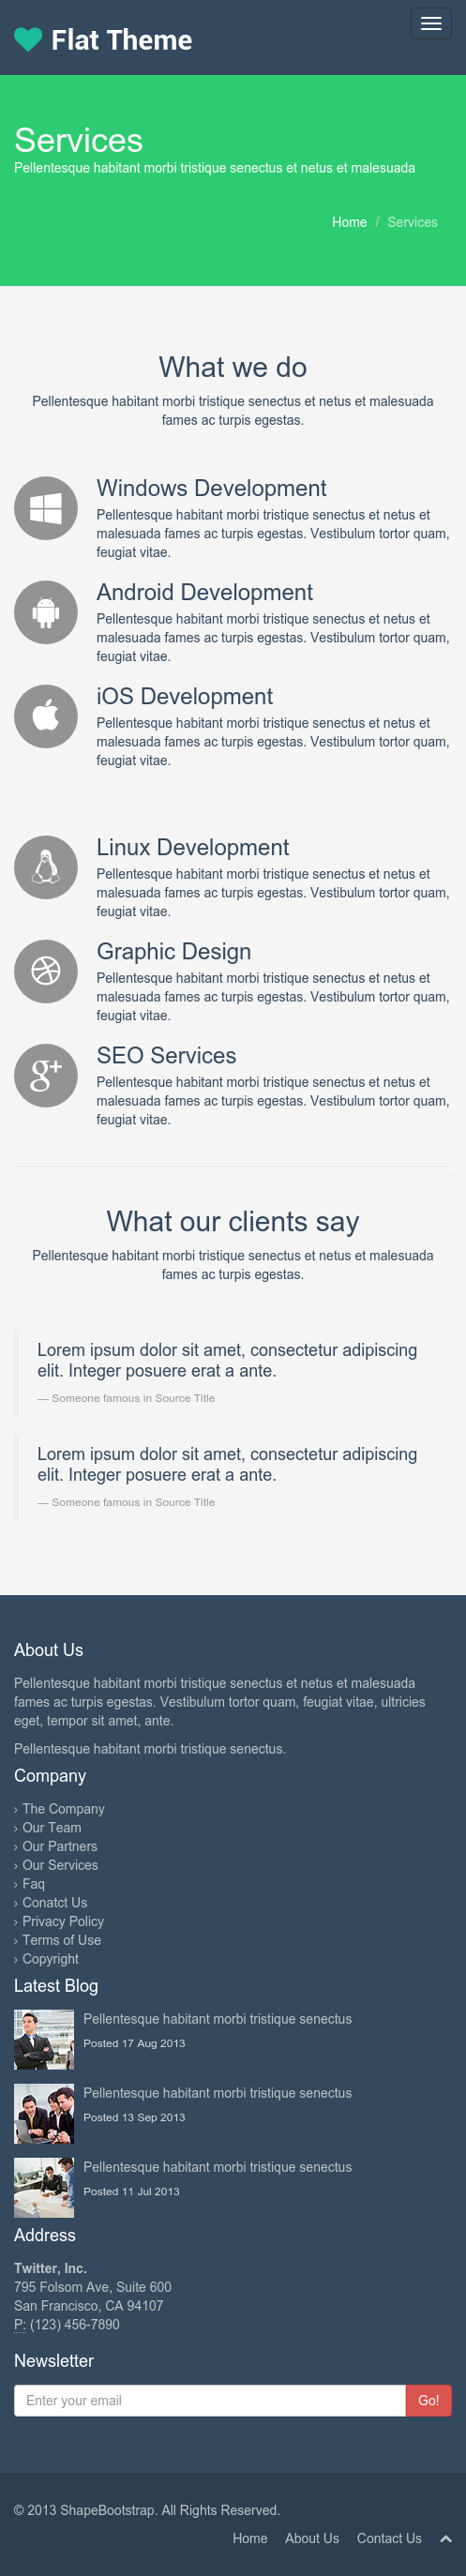 Flat Theme
Services
Pellentesque habitant morbi tristique senectus et netus et malesuada
Home / Services
What we do
Pellentesque habitant morbi tristique senectus et netus et malesuada
fames ac turpis egestas.
Windows Development
Pellentesque habitant morbi tristique senectus et netus et
malesuada fames ac turpis egestas. Vestibulum tortor quam,
feugiat vitae.
Android Development
Pellentesque habitant morbi tristique senectus et netus et
malesuada fames ac turpis egestas. Vestibulum tortor quam,
feugiat vitae.
iOS Development
Pellentesque habitant morbi tristique senectus et netus et
malesuada fames ac turpis egestas. Vestibulum tortor quam,
feugiat vitae.
Linux Development
Pellentesque habitant morbi tristique senectus et netus et
malesuada fames ac turpis egestas. Vestibulum tortor quam,
feugiat vitae.
Graphic Design
Pellentesque habitant morbi tristique senectus et netus et
malesuada fames ac turpis egestas. Vestibulum tortor quam,
feugiat vitae.
g+
SEO Services
Pellentesque habitant morbi tristique senectus et netus et
malesuada fames ac turpis egestas. Vestibulum tortor quam,
feugiat vitae.
What our clients say
Pellentesque habitant morbi tristique senectus et netus et malesuada
fames ac turpis egestas.
Lorem ipsum dolor sit amet, consectetur adipiscing
elit. Integer posuere erat a ante.
— Someone famous in Source Title
Lorem ipsum dolor sit amet, consectetur adipiscing
elit. Integer posuere erat a ante.
— Someone famous in Source Title
About Us
Pellentesque habitant morbi tristique senectus et netus et malesuada
fames ac turpis egestas. Vestibulum tortor quam, feugiat vitae, ultricies
eget, tempor sit amet, ante.
Pellentesque habitant morbi tristique senectus.
Company
› The Company
› Our Team
› Our Partners
› Our Services
› Faq
› Conatct Us
› Privacy Policy
› Terms of Use
› Copyright
Latest Blog
Pellentesque habitant morbi tristique senectus
Posted 17 Aug 2013
Pellentesque habitant morbi tristique senectus
Posted 13 Sep 2013
Pellentesque habitant morbi tristique senectus
Posted 11 Jul 2013
Address
Twitter, Inc.
795 Folsom Ave, Suite 600
San Francisco, CA 94107
P: (123) 456-7890
Newsletter
Enter your email Go!
© 2013 ShapeBootstrap. All Rights Reserved.
Home About Us Contact Us